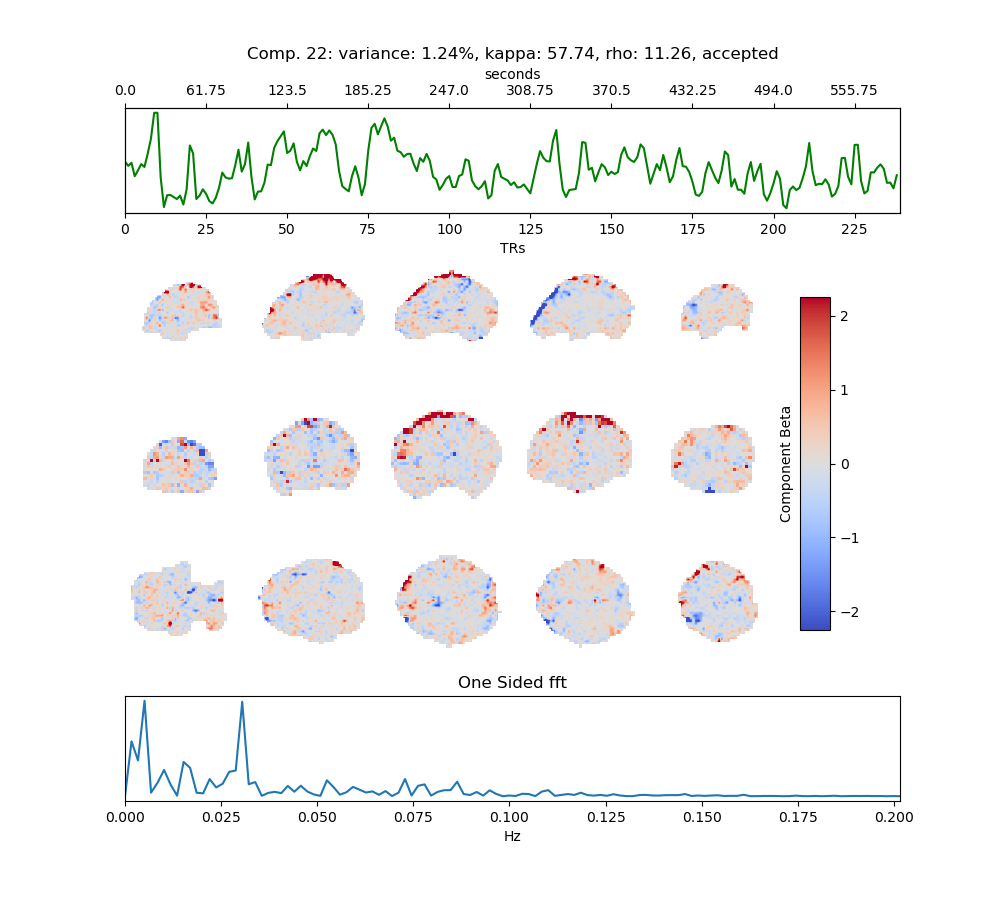 Comp. 22: variance: 1.24%, kappa: 57.74, rho: 11.26, accepted
seconds
0.0 61.75 123.5 185.25 247.0 308.75 370.5 432.25 494.0 555.75
0 25 50 75 100 125 150 175 200 225
TRs
2
1
0
−1
−2
Component Beta
One Sided fft
0.000 0.025 0.050 0.075 0.100 0.125 0.150 0.175 0.200
Hz